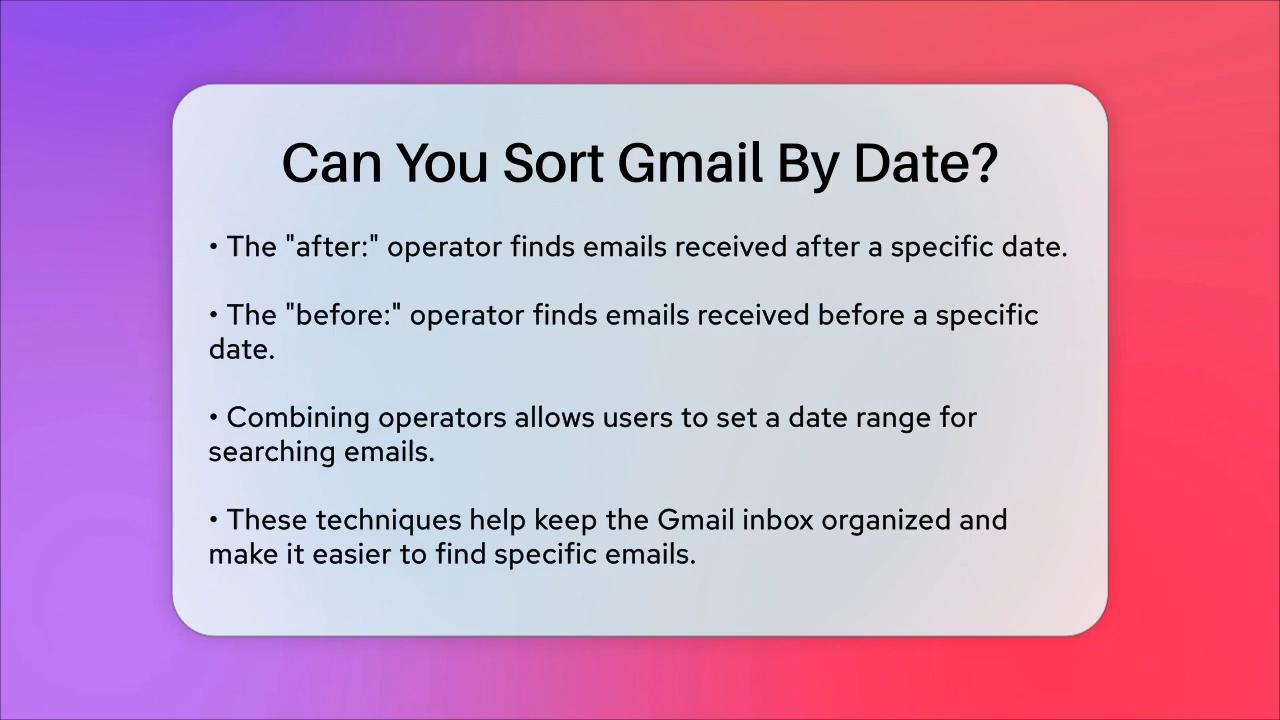 Can You Sort Gmail By Date?
• The "after:" operator finds emails received after a specific date.
• The "before:" operator finds emails received before a specific
date.
• Combining operators allows users to set a date range for
searching emails.
• These techniques help keep the Gmail inbox organized and
make it easier to find specific emails.